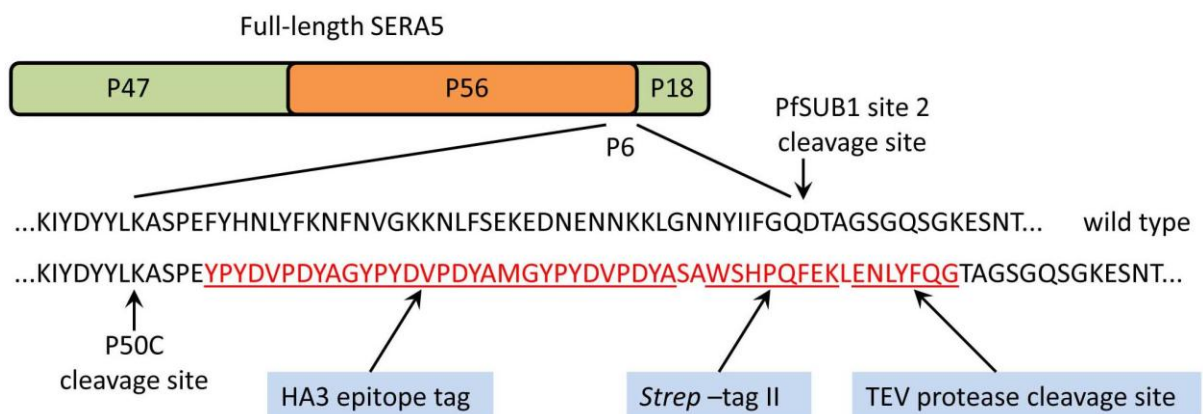 Full-length SERA5
P47
P56
P18
PfSUB1 site 2
cleavage site
P6
...KIYDYYLKASPEFYHNLYFKNFNVGKKNLFSEKEDNENNKKLGNNYIIFGQDTAGSGQSGKESNT... wild type
...KIYDYYLKASPEYPYDVPDYAGYPYDVPDYAMGYPYDVPDYASAWSHPQFEKLENLYFQGTAGSGQSGKESNT...
P50C
cleavage site
HA3 epitope tag
Strep –tag II
TEV protease cleavage site